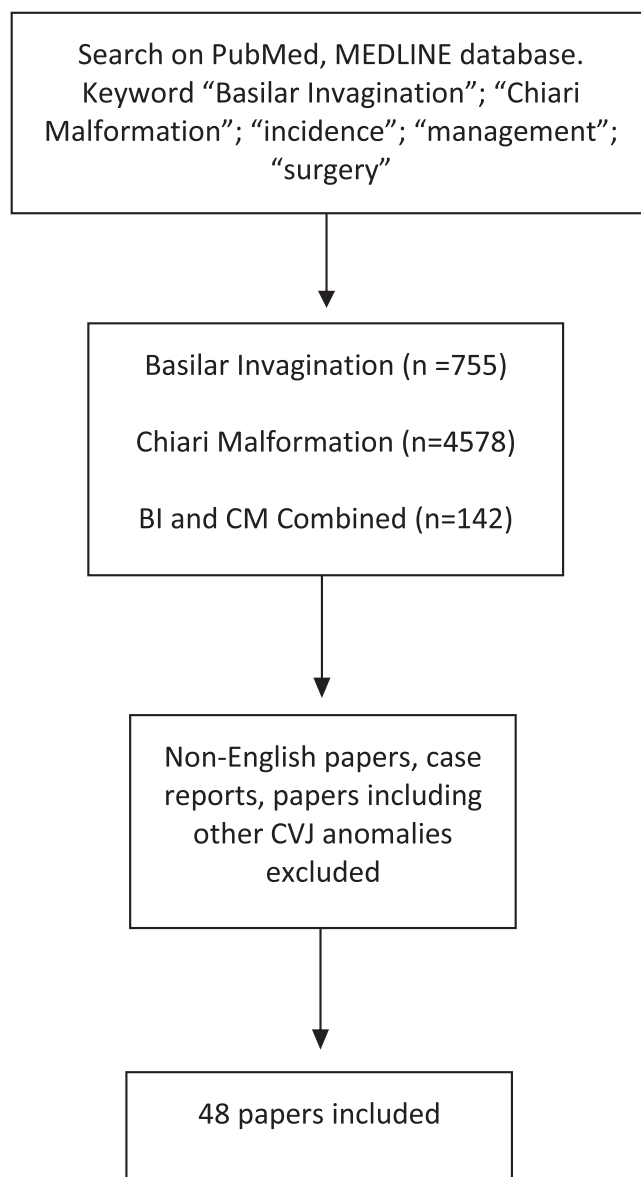 Search on PubMed, MEDLINE database.
Keyword “Basilar Invagination”; “Chiari
Malformation”; “incidence”; “management”;
“surgery”
Basilar Invagination (n =755)
Chiari Malformation (n=4578)
BI and CM Combined (n=142)
Non-English papers, case
reports, papers including
other CVJ anomalies
excluded
48 papers included